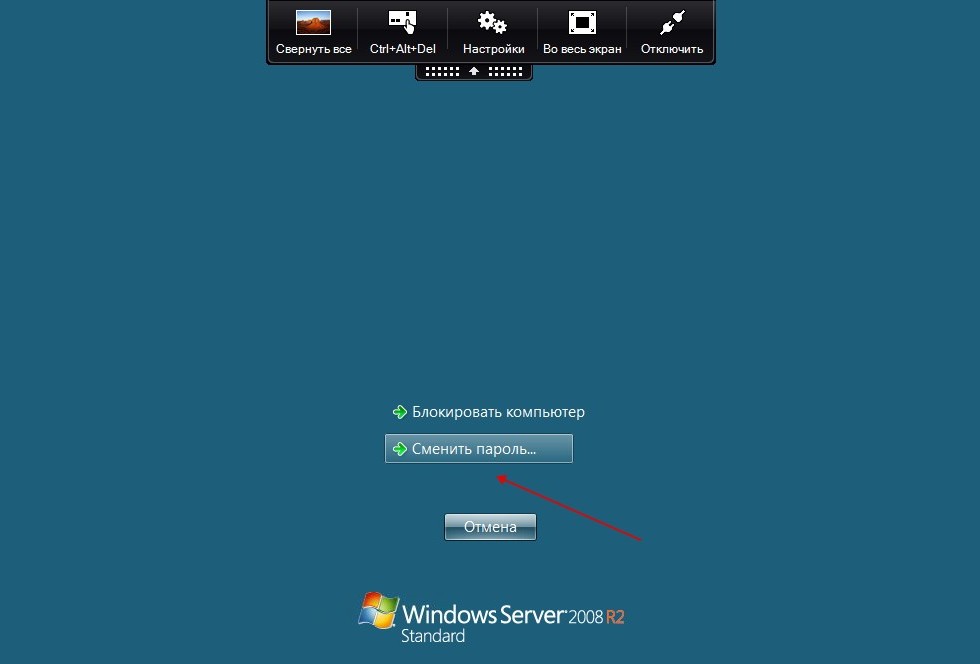 Свернуть все Ctrl+Alt+Del Настройки Во весь экран Отключить
Блокировать компьютер
Сменить пароль...
Отмена
Windows Server 2008 R2
Standard